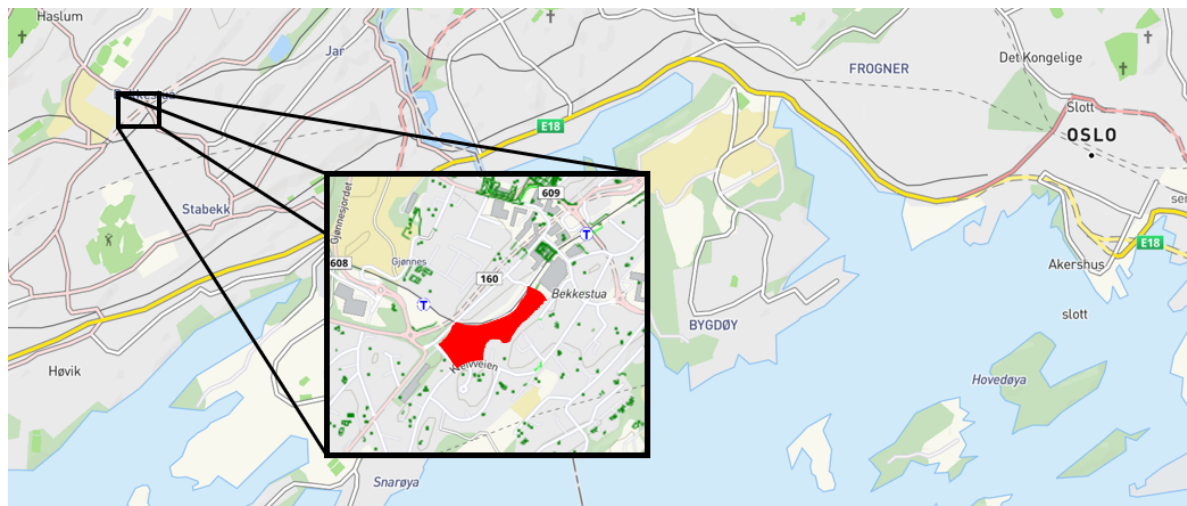 Haslum
Jar
FROGNER
Det Kongelige
Slott
OSLO
E18
Stabekk
609
Gjønnesjordet
T
Gjønnes
608
160
T
Bekkestua
E18
Akershus
slott
BYGDØY
Høvik
Hovedøya
Snarøya